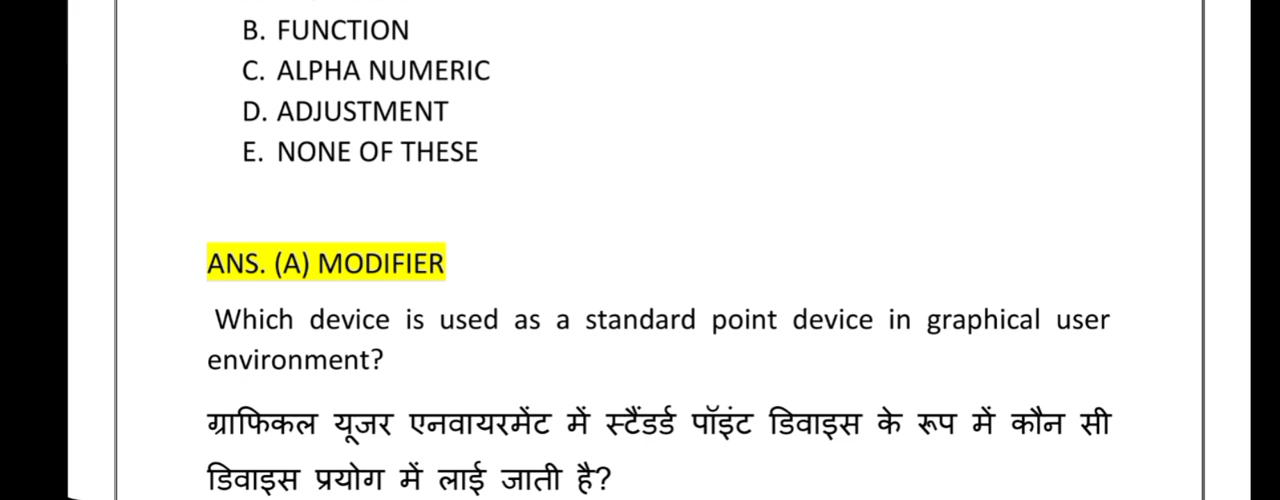 B. FUNCTION
C. ALPHA NUMERIC
D. ADJUSTMENT
E. NONE OF THESE
ANS. (A) MODIFIER
Which device is used as a standard point device in graphical user
environment?
ग्राफिकल यूजर एनवायरमेंट में स्टैंडर्ड पॉइंट डिवाइस के रूप में कौन सी
डिवाइस प्रयोग में लाई जाती है?